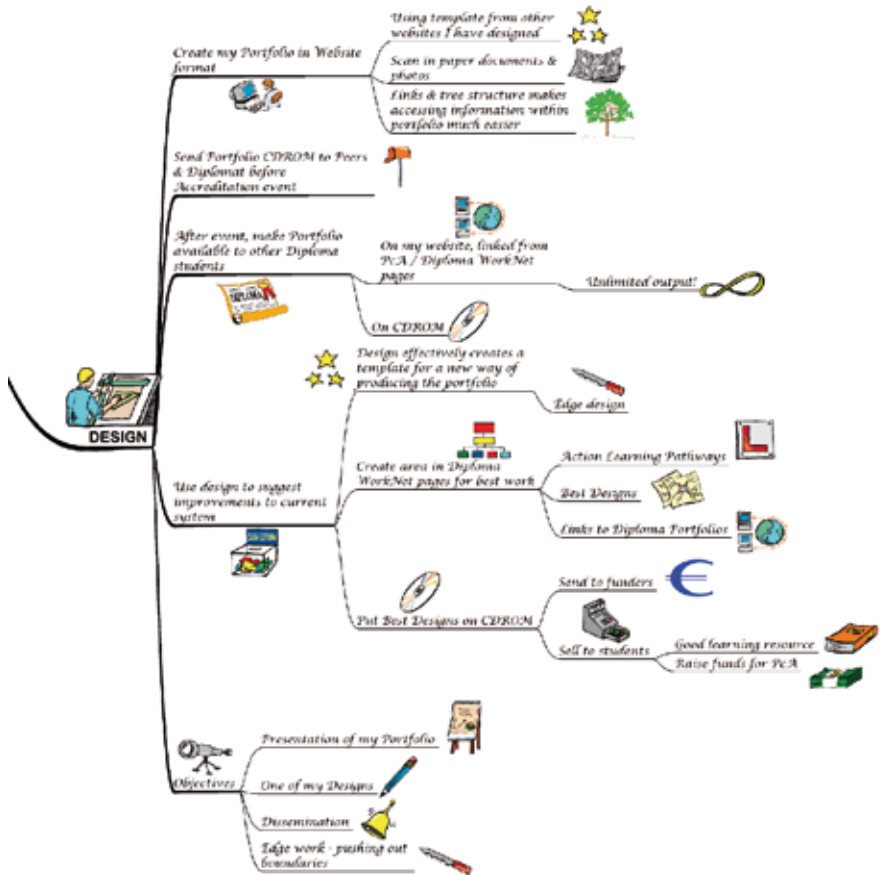 Using template from other
websites I have designed
Create my Portfolio in Website
format
Scan in paper documents &
photos
Links & tree structure makes
accessing information within
portfolio much easier
Send Portfolio CDROM to Peers
& Diplomat before
Accreditation event
After event, make Portfolio
available to other Diploma
students
On my website, linked from
PcA / Diploma WorkNet
pages
Unlimited output!
DIPLOMA
On CDROM
Design effectively creates a
template for a new way of
producing the portfolio
Edge design
DESIGN
Use design to suggest
improvements to current
system
Create area in Diploma
WorkNet pages for best work
Action Learning Pathways
L
Best Designs
Links to Diploma Portfolios
Put Best Designs on CDROM
Send to funders
€
Sell to students
Good learning resource
Raise funds for PcA
Objectives
Presentation of my Portfolio
One of my Designs
Dissemination
Edge work - pushing out
boundaries